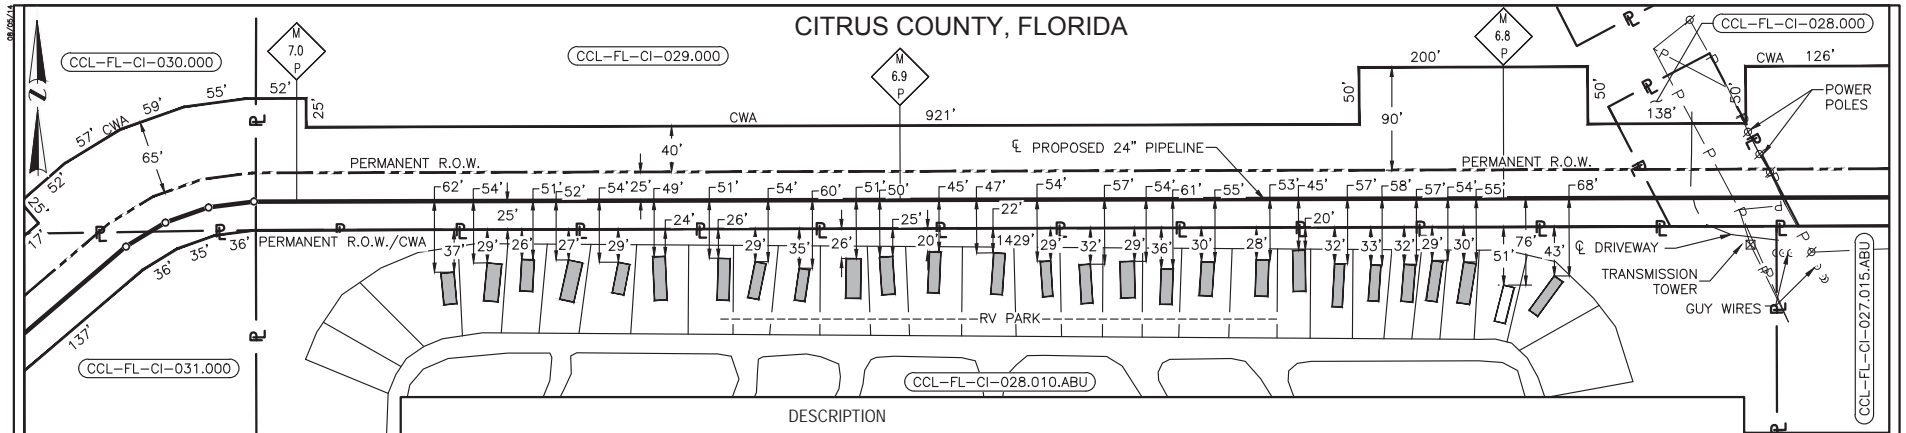 08/05/14
CITRUS COUNTY, FLORIDA
CCL-FL-CI-030.000
M
7.0
P
CCL-FL-CI-029.000
M
6.9
P
M
6.8
P
CCL-FL-CI-028.000
52' 57' CWA 59' 55' 52' 25'
65'
CWA 921'
40'
50' 200' 50'
90'
138' 50'
CWA 126'
POWER
POLES
PERMANENT R.O.W.
℄ PROPOSED 24" PIPELINE
PERMANENT R.O.W.
25' 17'
62' 54' 51' 52' 54' 25' 49' 51' 54' 60' 51' 50' 45' 47' 54' 57' 54' 61' 55' 53' 45' 57' 58' 57' 54' 55' 68'
25' 24' 26' 25' 22' 20'
36' 35' 36'
PERMANENT R.O.W./CWA
37' 29' 26' 27' 29' 35' 26' 20' 1429' 29' 32' 29' 36' 30' 28' 32' 33' 32' 29' 30' 51' 76' 43'
℄ DRIVEWAY
TRANSMISSION
TOWER
GUY WIRES
137'
RV PARK
CCL-FL-CI-031.000
CCL-FL-CI-028.010.ABU
CCL-FL-CI-027.015.ABU
DESCRIPTION